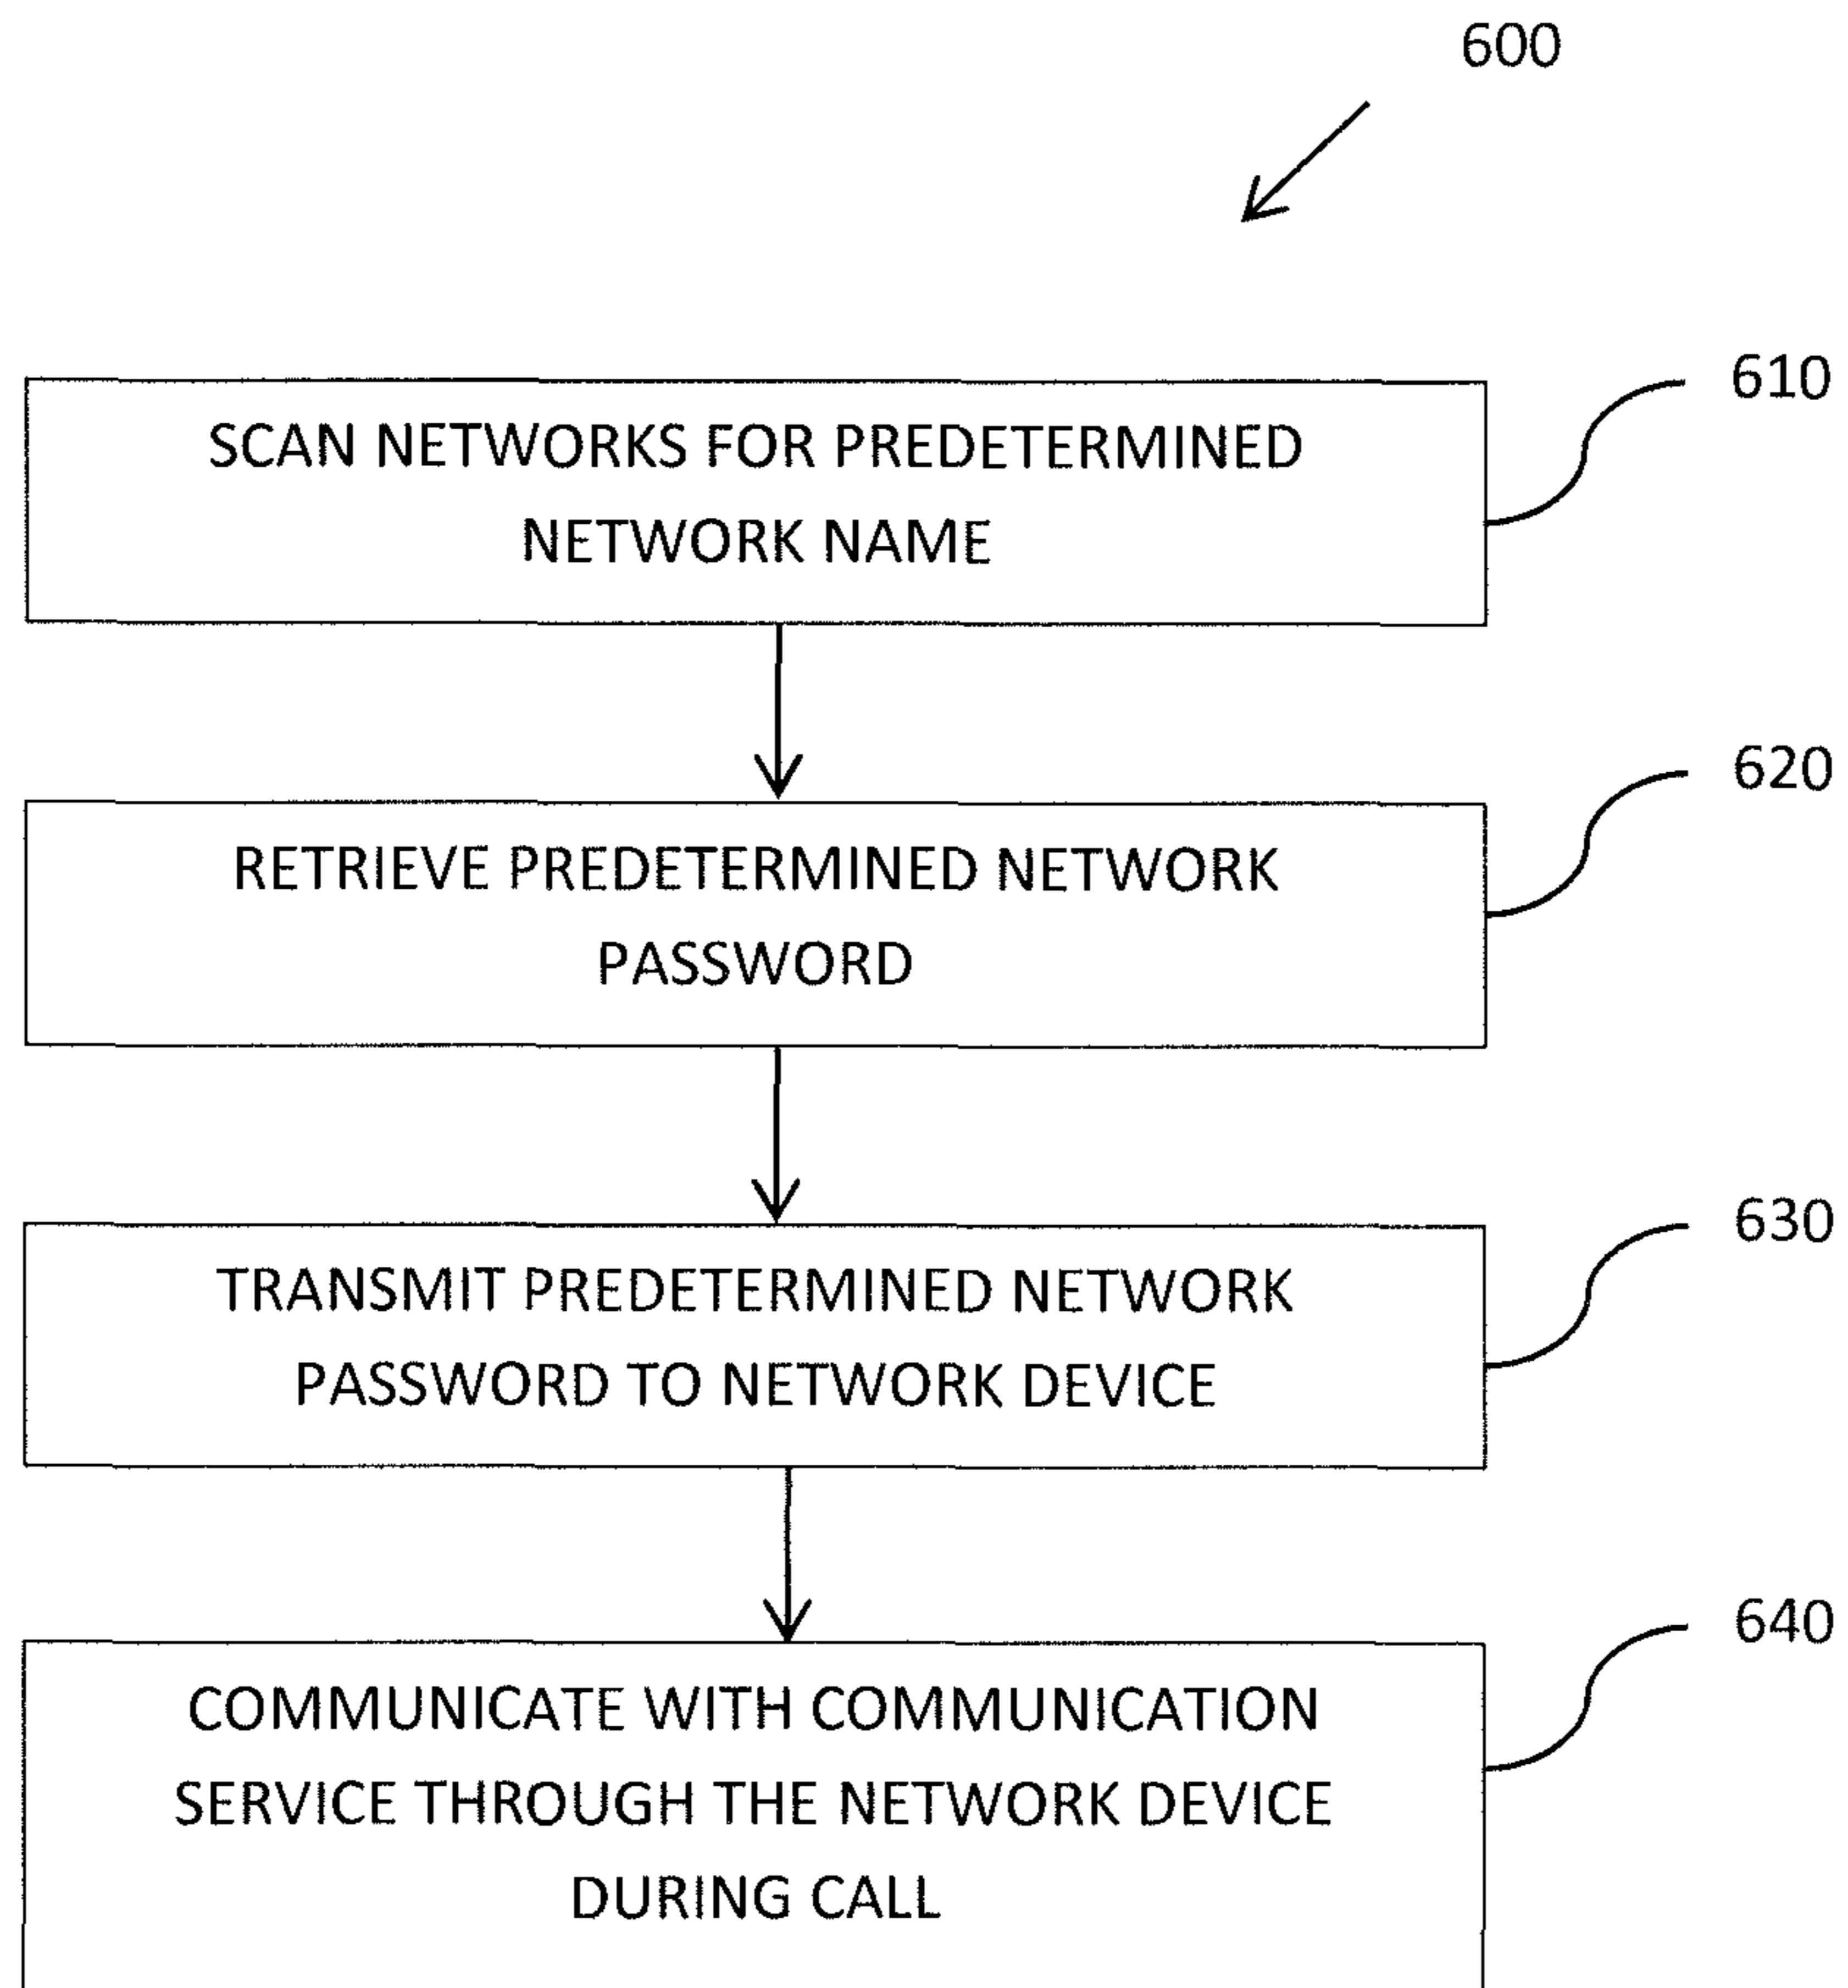 600
610
SCAN NETWORKS FOR PREDETERMINED
NETWORK NAME
620
RETRIEVE PREDETERMINED NETWORK
PASSWORD
630
TRANSMIT PREDETERMINED NETWORK
PASSWORD TO NETWORK DEVICE
640
COMMUNICATE WITH COMMUNICATION
SERVICE THROUGH THE NETWORK DEVICE
DURING CALL